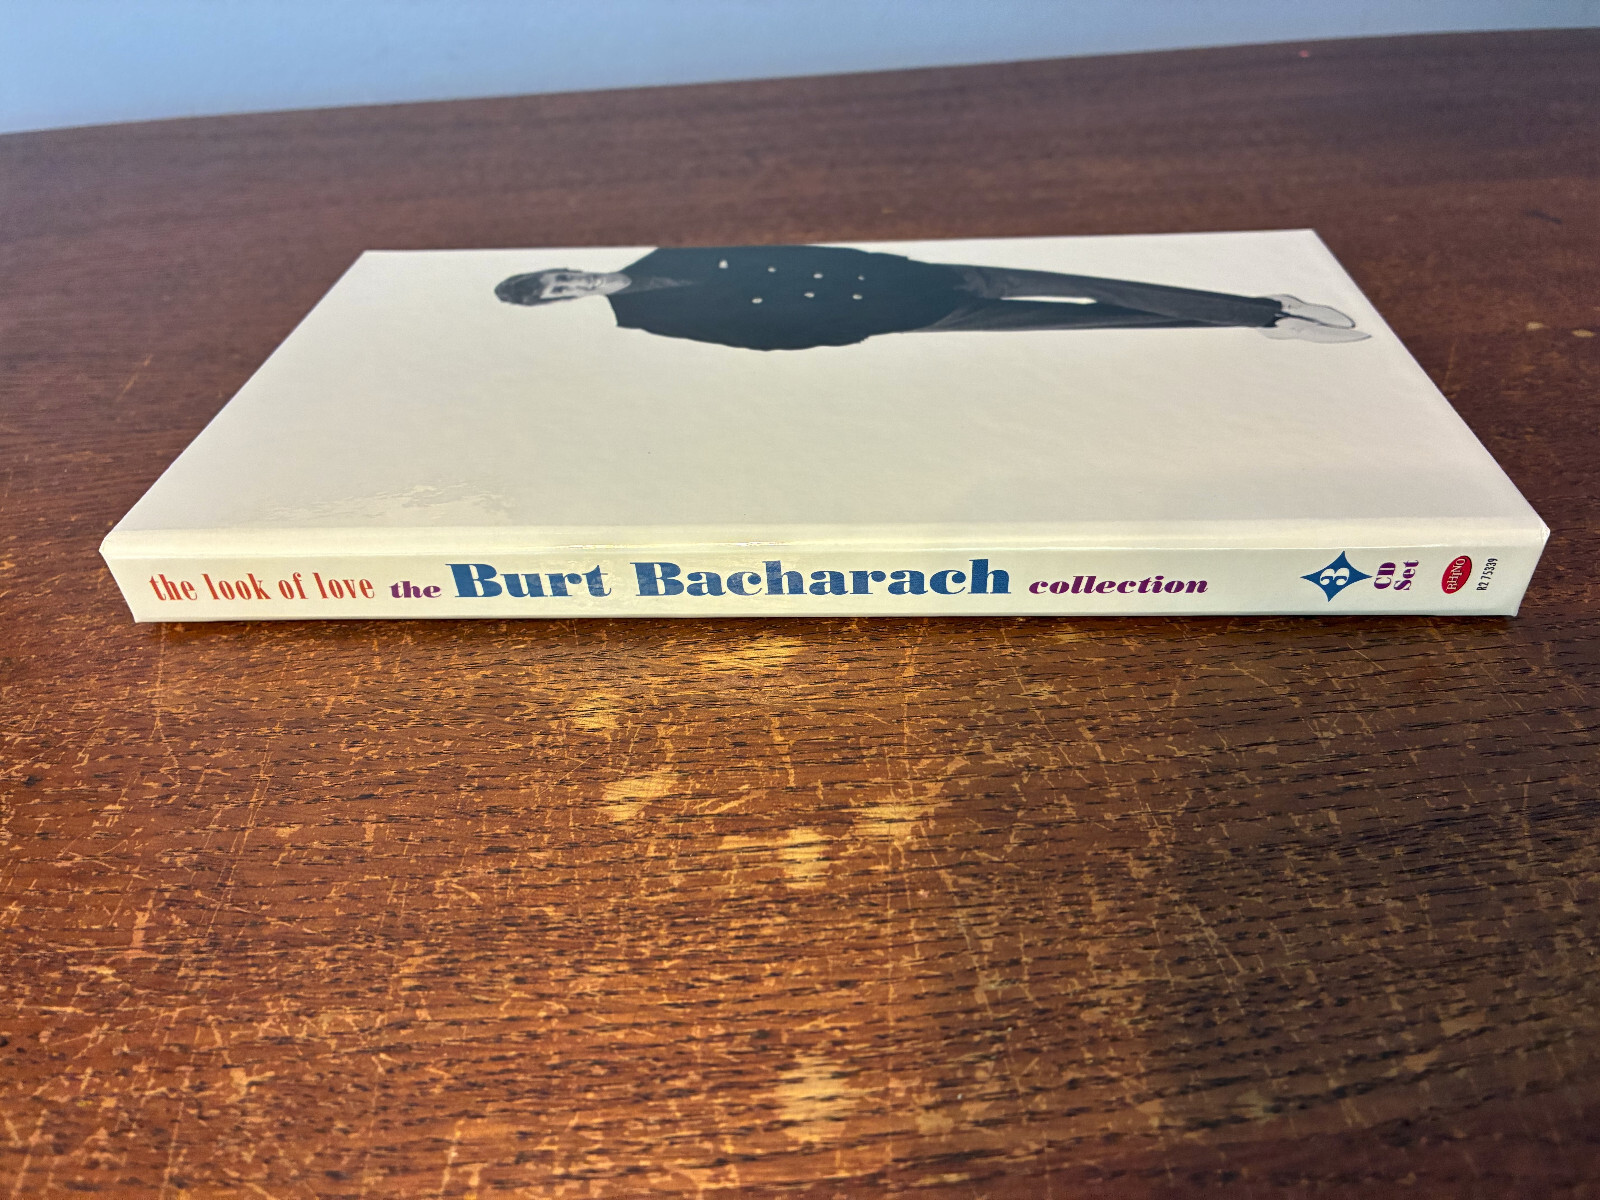 the look of love the Burt Bacharach collection
3
CD
Set
RHINO
R2 75339